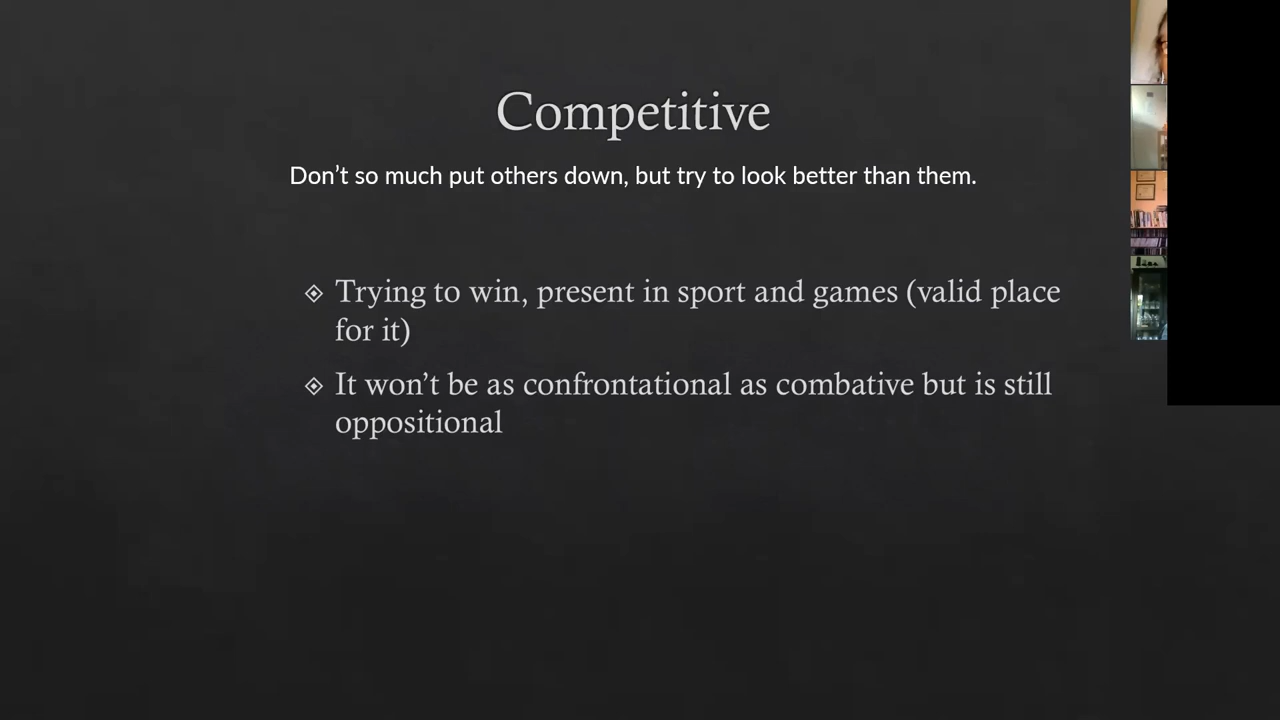 Competitive
Don’t so much put others down, but try to look better than them.
Trying to win, present in sport and games (valid place
for it)
It won’t be as confrontational as combative but is still
oppositional